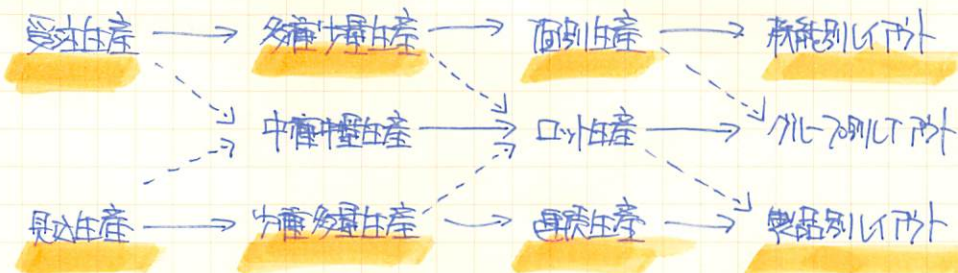 受注生産 → 多種少量生産 → 個別生産 → 機能別レイアウト
中種中量生産 → ロット生産 → グループ別レイアウト
見込生産 → 少種多量生産 → 連続生産 → 製品別レイアウト